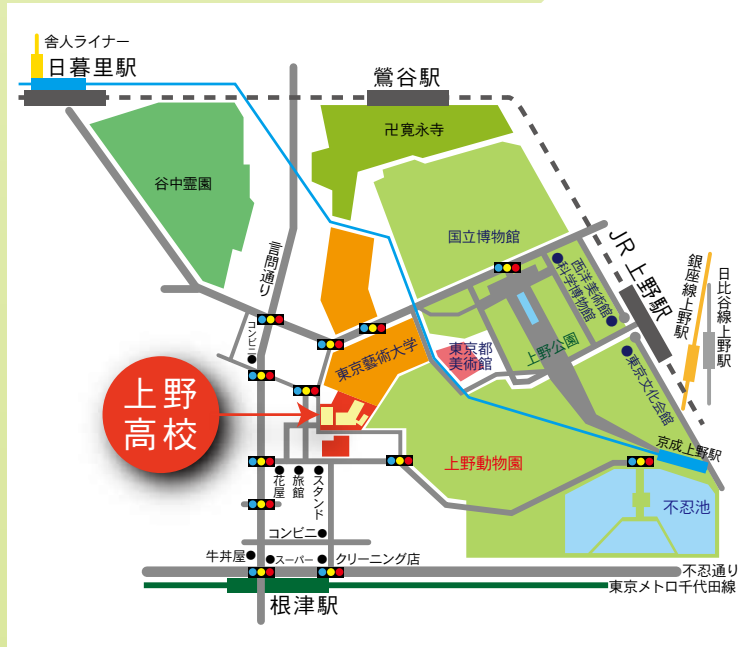 舎人ライナー
日暮里駅
鶯谷駅
卍寛永寺
谷中霊園
国立博物館
言問通り
JR上野駅
西洋美術館
科学博物館
銀座線上野駅
日比谷線上野駅
コンビニ
東京藝術大学
東京都
美術館
上野公園
東京文化会館
上野
高校
京成上野駅
上野動物園
花屋
旅館
スタンド
不忍池
コンビニ
牛丼屋
スーパー
クリーニング店
不忍通り
東京メトロ千代田線
根津駅